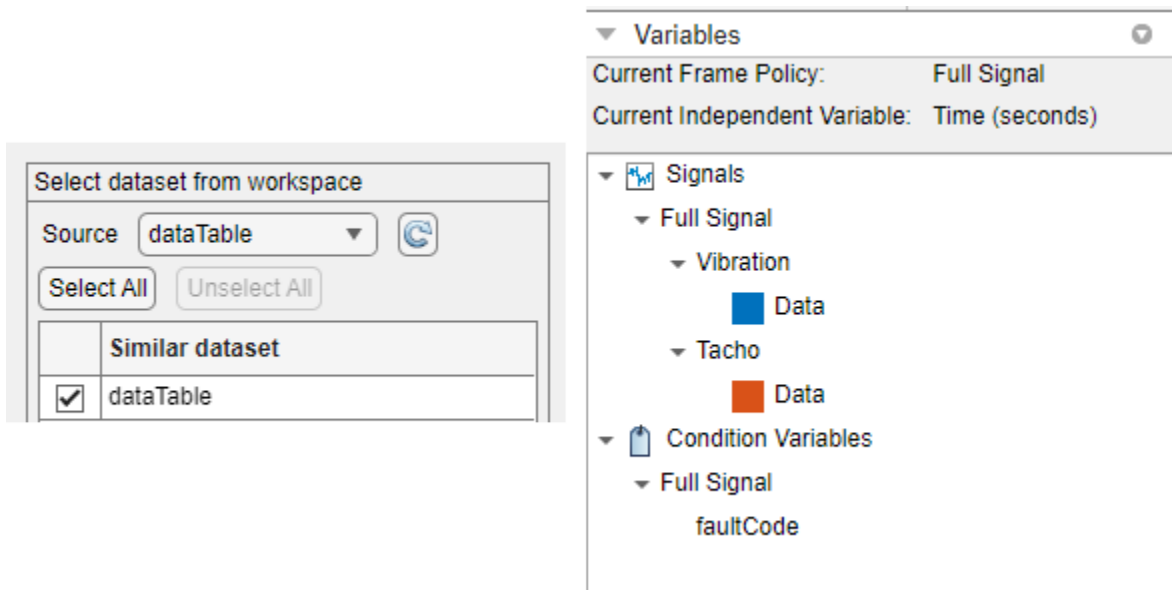 Select dataset from workspace
Source dataTable
Select All Unselect All
Similar dataset
dataTable
Variables
Current Frame Policy: Full Signal
Current Independent Variable: Time (seconds)
Signals
Full Signal
Vibration
Data
Tacho
Data
Condition Variables
Full Signal
faultCode